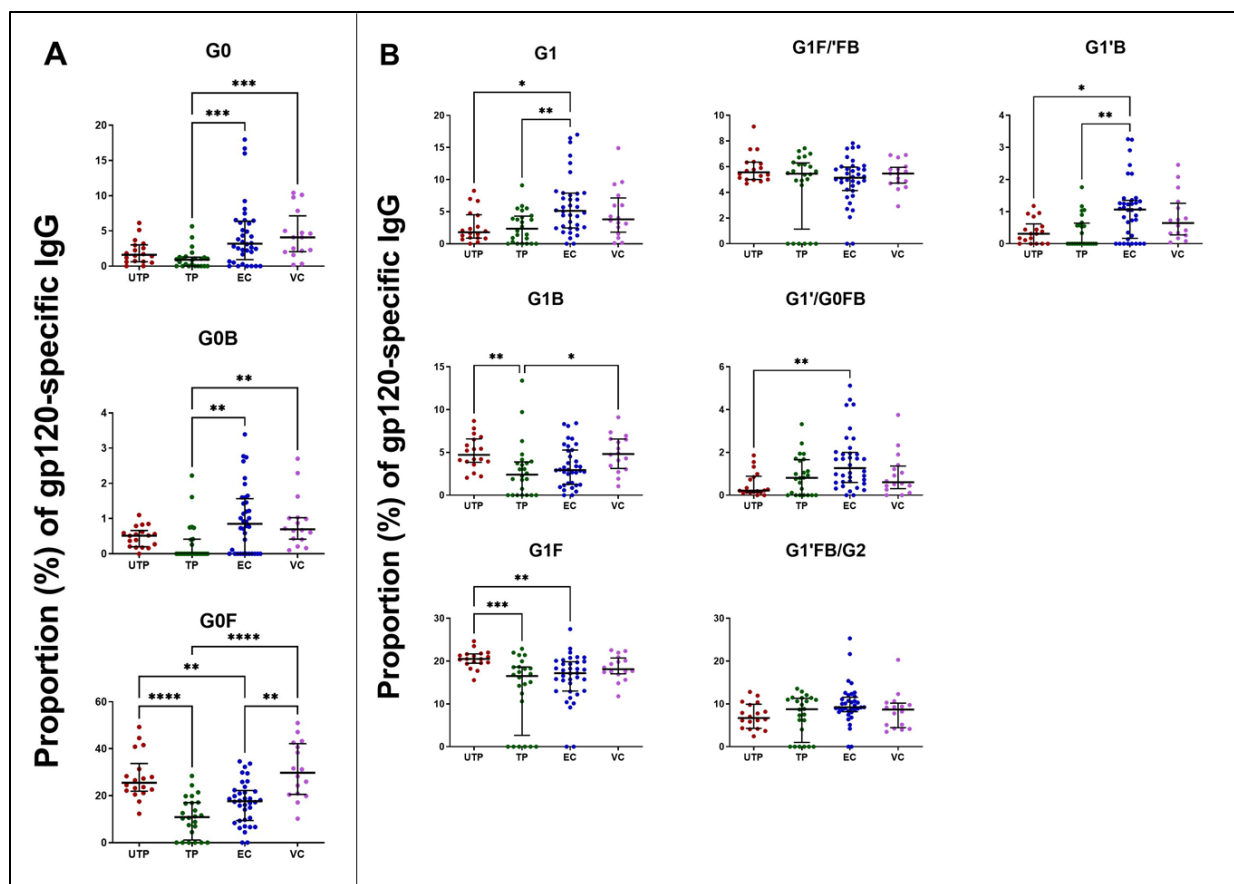 A
Proportion (%) of gp120-specific IgG
G0
***
***
20
15
10
5
0
UTP TP EC VC
G0B
**
**
4
3
2
1
0
UTP TP EC VC
G0F
****
**
**** **
60
40
20
0
UTP TP EC VC
B
Proportion (%) of gp120-specific IgG
G1
*
**
20
15
10
5
0
UTP TP EC VC
G1F/'FB
10
8
6
4
2
0
UTP TP EC VC
G1'B
*
**
4
3
2
1
0
UTP TP EC VC
G1B
** *
15
10
5
0
UTP TP EC VC
G1'/G0FB
**
6
4
2
0
UTP TP EC VC
G1F
**
***
30
20
10
0
UTP TP EC VC
G1'FB/G2
30
20
10
0
UTP TP EC VC